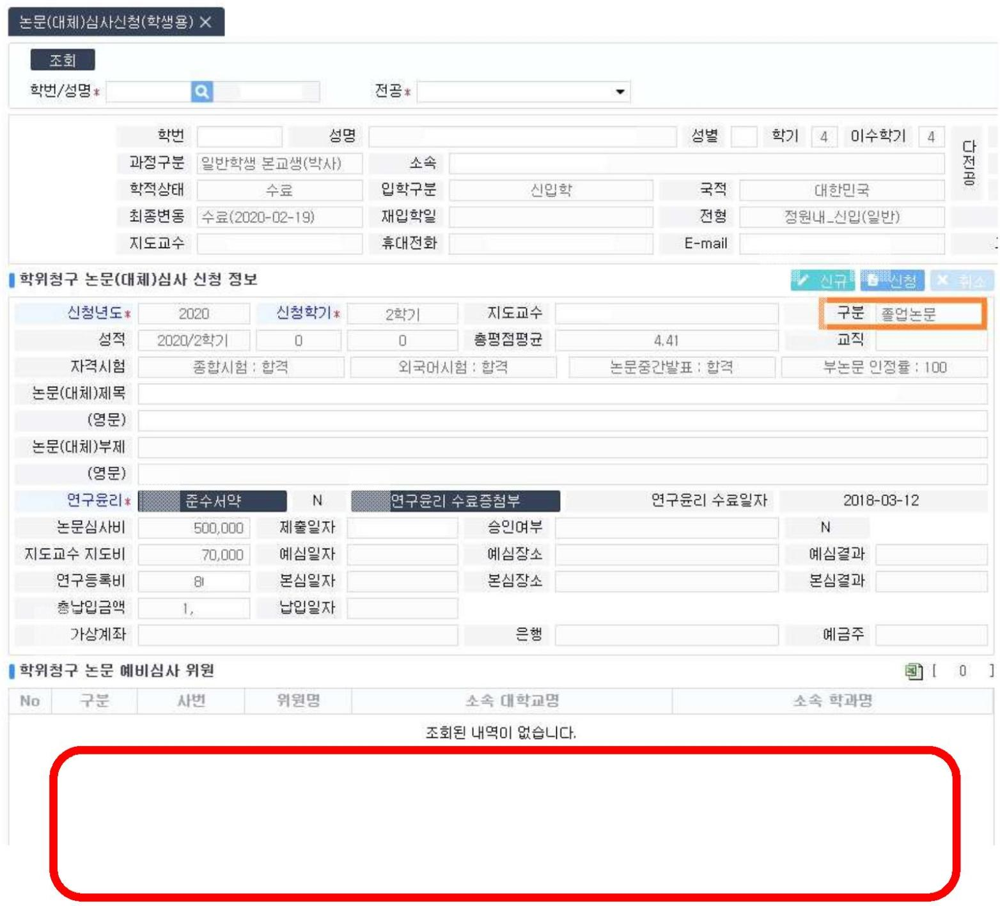 논문(대체)심사신청(학생용) ✕
조회
학번/성명* 전공*
학번 성명 성별 학기 4 이수학기 4 다전공
과정구분 일반학생 본교생(박사) 소속
학적상태 수료 입학구분 신입학 국적 대한민국
최종변동 수료(2020-02-19) 재입학일 전형 정원내_신입(일반)
지도교수 휴대전화 E-mail
학위청구 논문(대체)심사 신청 정보 신규 신청 취소
신청년도* 2020 신청학기* 2학기 지도교수 구분 졸업논문
성적 2020/2학기 0 0 총평점평균 4.41 교직
자격시험 종합시험 : 합격 외국어시험 : 합격 논문중간발표 : 합격 부논문 인정율 : 100
논문(대체)제목
(영문)
논문(대체)부제
(영문)
연구윤리* 준수서약 N 연구윤리 수료증첨부 연구윤리 수료일자 2018-03-12
논문심사비 500,000 제출일자 승인여부 N
지도교수 지도비 70,000 예심일자 예심장소 예심결과
연구등록비 8 본심일자 본심장소 본심결과
총납입금액 1, 납입일자
가상계좌 은행 예금주
학위청구 논문 예비심사 위원 [ 0 ]
No 구분 사번 위원명 소속 대학교명 소속 학과명
조회된 내역이 없습니다.